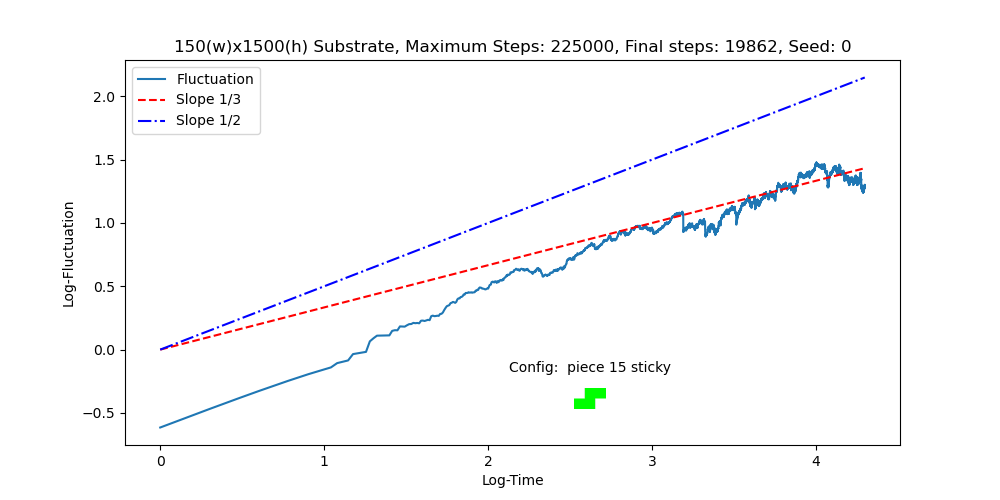 150(w)x1500(h) Substrate, Maximum Steps: 225000, Final steps: 19862, Seed: 0
Fluctuation
Slope 1/3
Slope 1/2
2.0
1.5
1.0
0.5
0.0
−0.5
Log-Fluctuation
Config:  piece 15 sticky
0
1
2
3
4
Log-Time